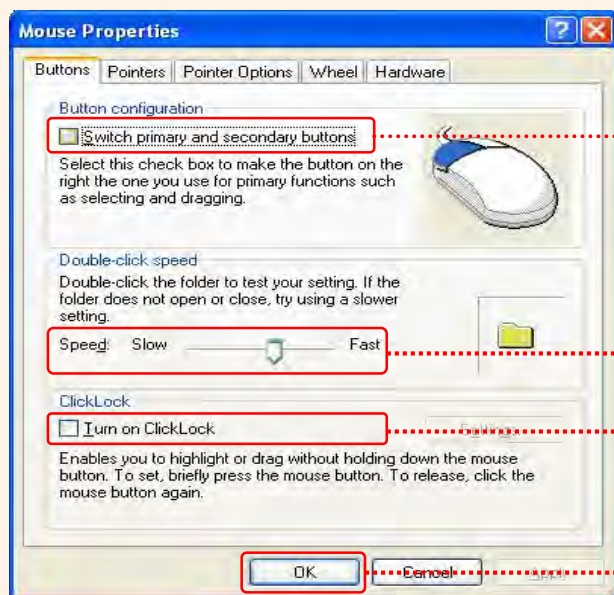 Mouse Properties
Buttons Pointers Pointer Options Wheel Hardware
Button configuration
Switch primary and secondary buttons
Select this check box to make the button on the
right the one you use for primary functions such
as selecting and dragging.
Double-click speed
Double-click the folder to test your setting. If the
folder does not open or close, try using a slower
setting.
Speed: Slow Fast
ClickLock
Turn on ClickLock Settings...
Enables you to highlight or drag without holding down the mouse
button. To set, briefly press the mouse button. To release, click the
mouse button again.
OK Cancel Apply